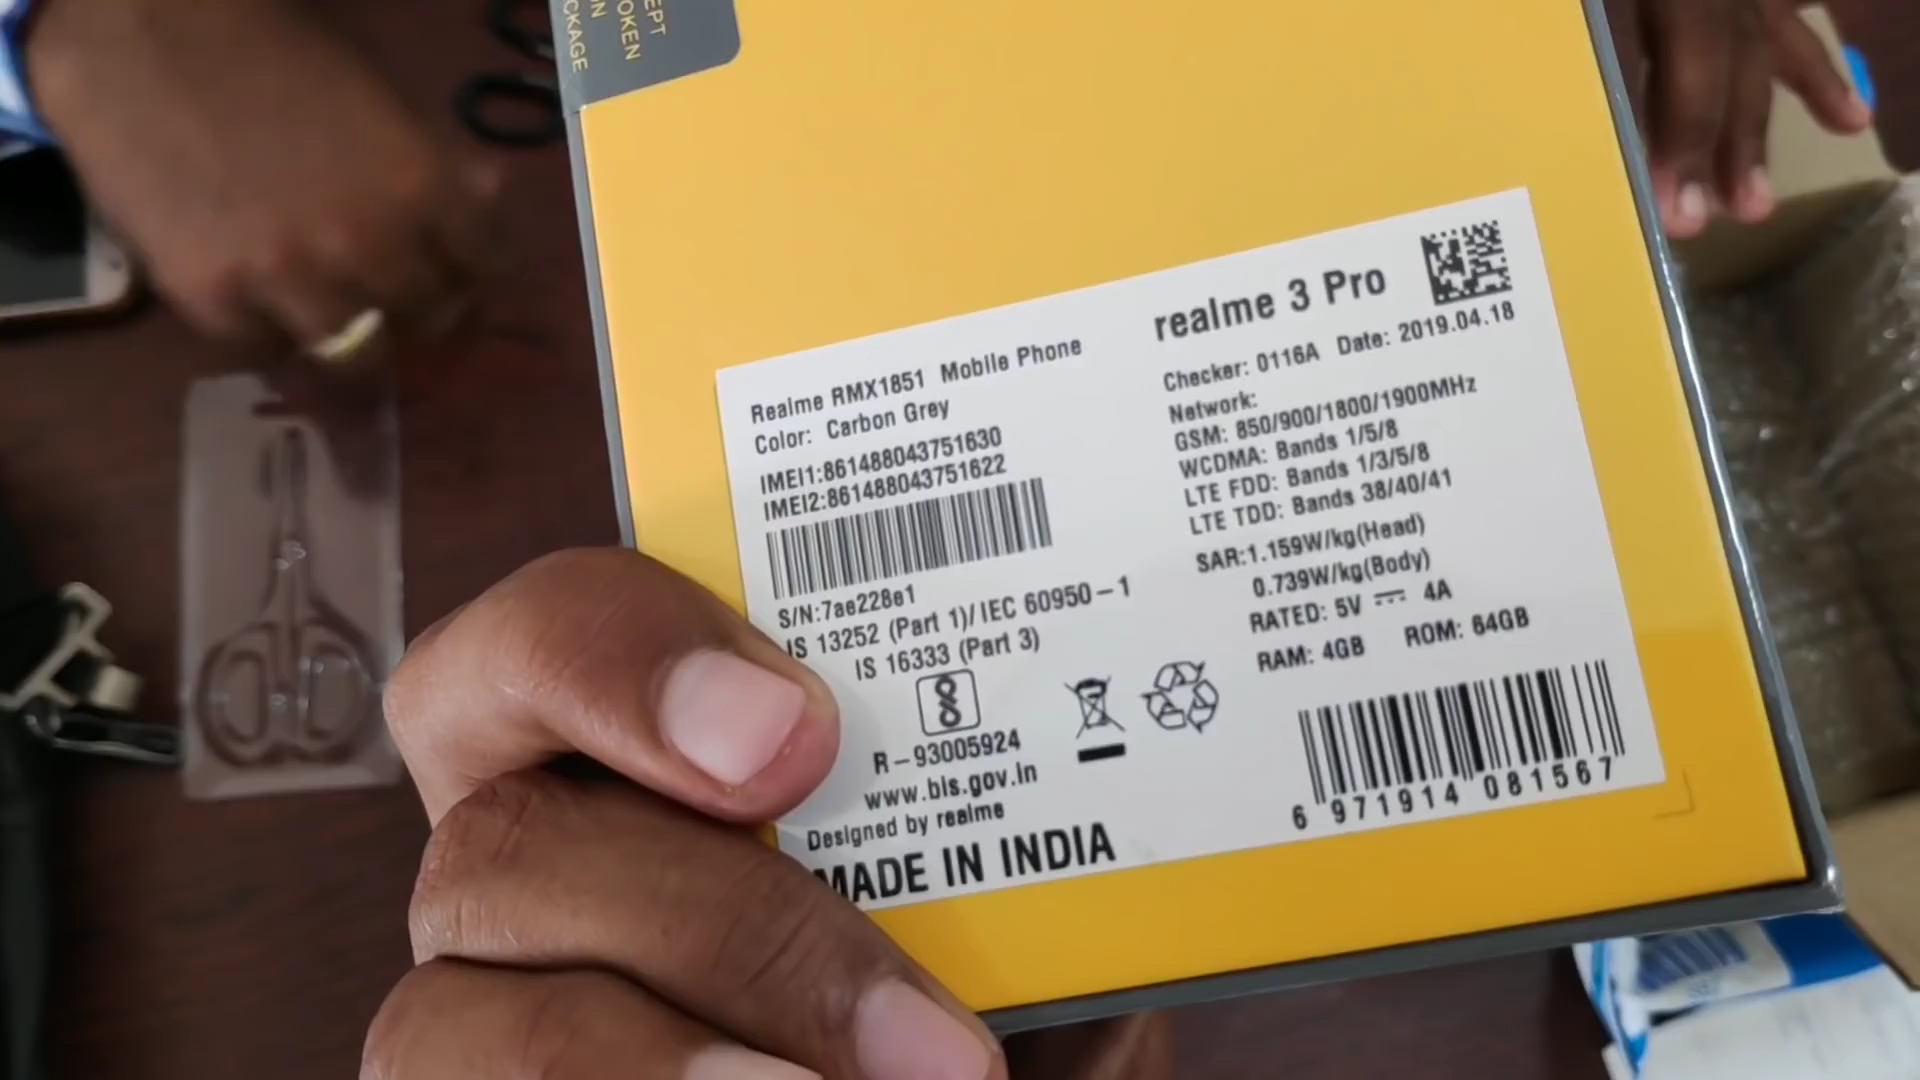 EPT
ON OKEN
CKAGE
realme 3 Pro
Realme RMX1851 Mobile Phone
Color: Carbon Grey
IMEI1:861488043751630
IMEI2:861488043751622
S/N:7ae228e1
IS 13252 (Part 1)/IEC 60950-1
IS 16333 (Part 3)
R-93005924
www.bis.gov.in
Designed by realme
MADE IN INDIA
Checker: 0116A Date: 2019.04.18
Network:
GSM: 850/900/1800/1900MHz
WCDMA: Bands 1/5/8
LTE FDD: Bands 1/3/5/8
LTE TDD: Bands 38/40/41
SAR:1.159W/kg(Head)
0.739W/kg(Body)
RATED: 5V ⎓ 4A
RAM: 4GB ROM: 64GB
6 971914 081567